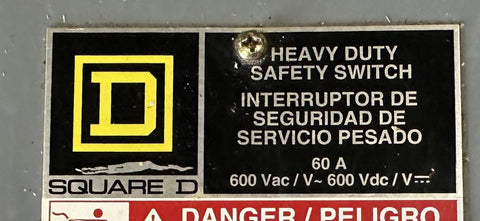 D
SQUARE D
HEAVY DUTY
SAFETY SWITCH
INTERRUPTOR DE
SEGURIDAD DE
SERVICIO PESADO
60 A
600 Vac / V~ 600 Vdc / V⎓
⚠ DANGER / PELIGRO